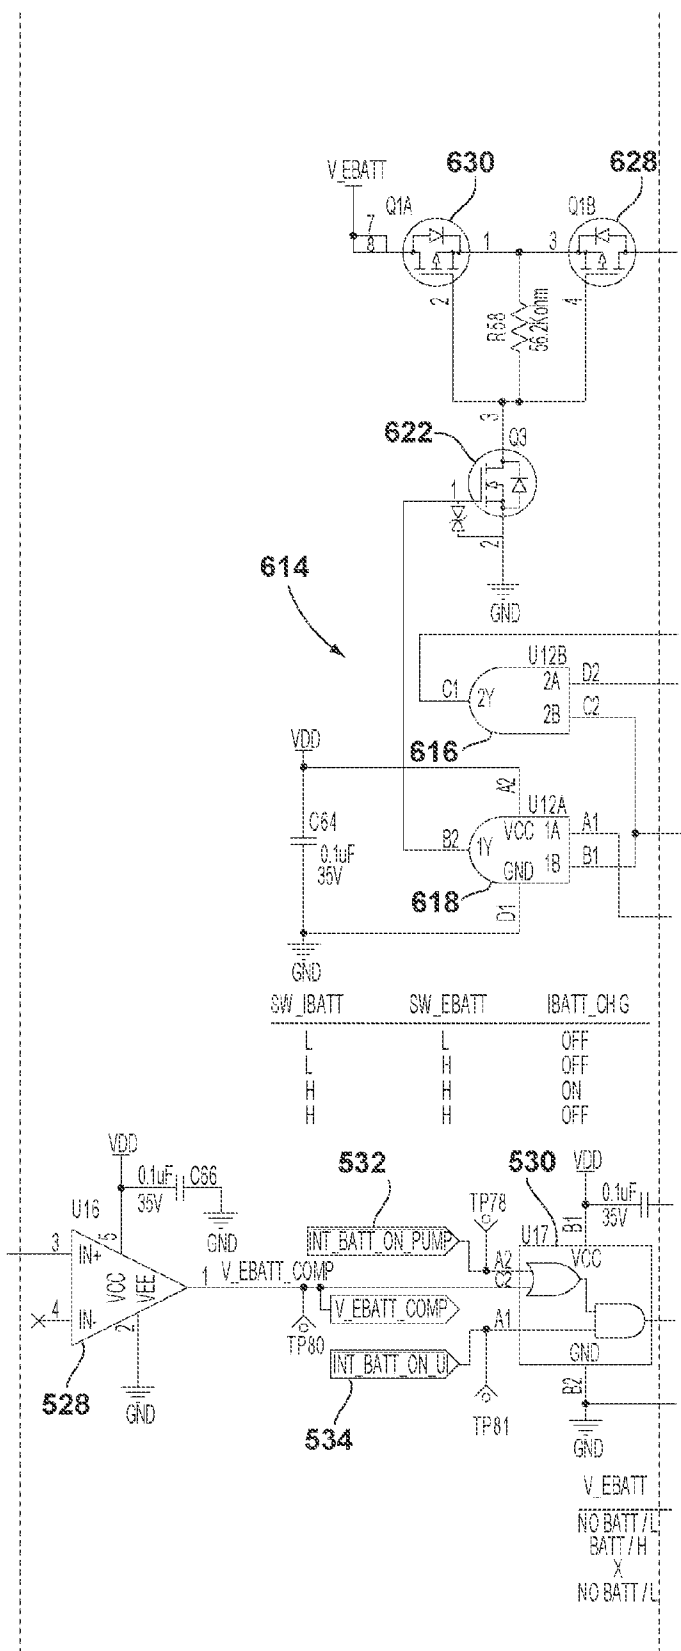 630
628
V_EBATT
Q1A
Q1B
7
8
1
3
2
4
R68
56.2Kohm
3
622
Q3
1
2
614
GND
U12B
C1
2Y
2A
D2
2B
C2
616
VDD
A2
U12A
C64
0.1uF
35V
B2
1Y
VCC
1A
A1
GND
1B
B1
618
D1
GND
SW_IBATT SW_EBATT IBATT_CHG
L L OFF
L H OFF
H H ON
H H OFF
VDD
532
530
VDD
0.1uF
35V
C66
0.1uF
35V
U16
GND
TP78
U17
B1
5
INT_BATT_ON_PUMP
3
IN+
VCC
VEE
1
V_EBATT_COMP
A2
C2
VCC
4
IN-
2
TP80
V_EBATT_COMP
A1
528
GND
INT_BATT_ON_U
GND
B2
534
TP81
GND
V_EBATT
NO BATT / L
BATT / H
X
NO BATT / L